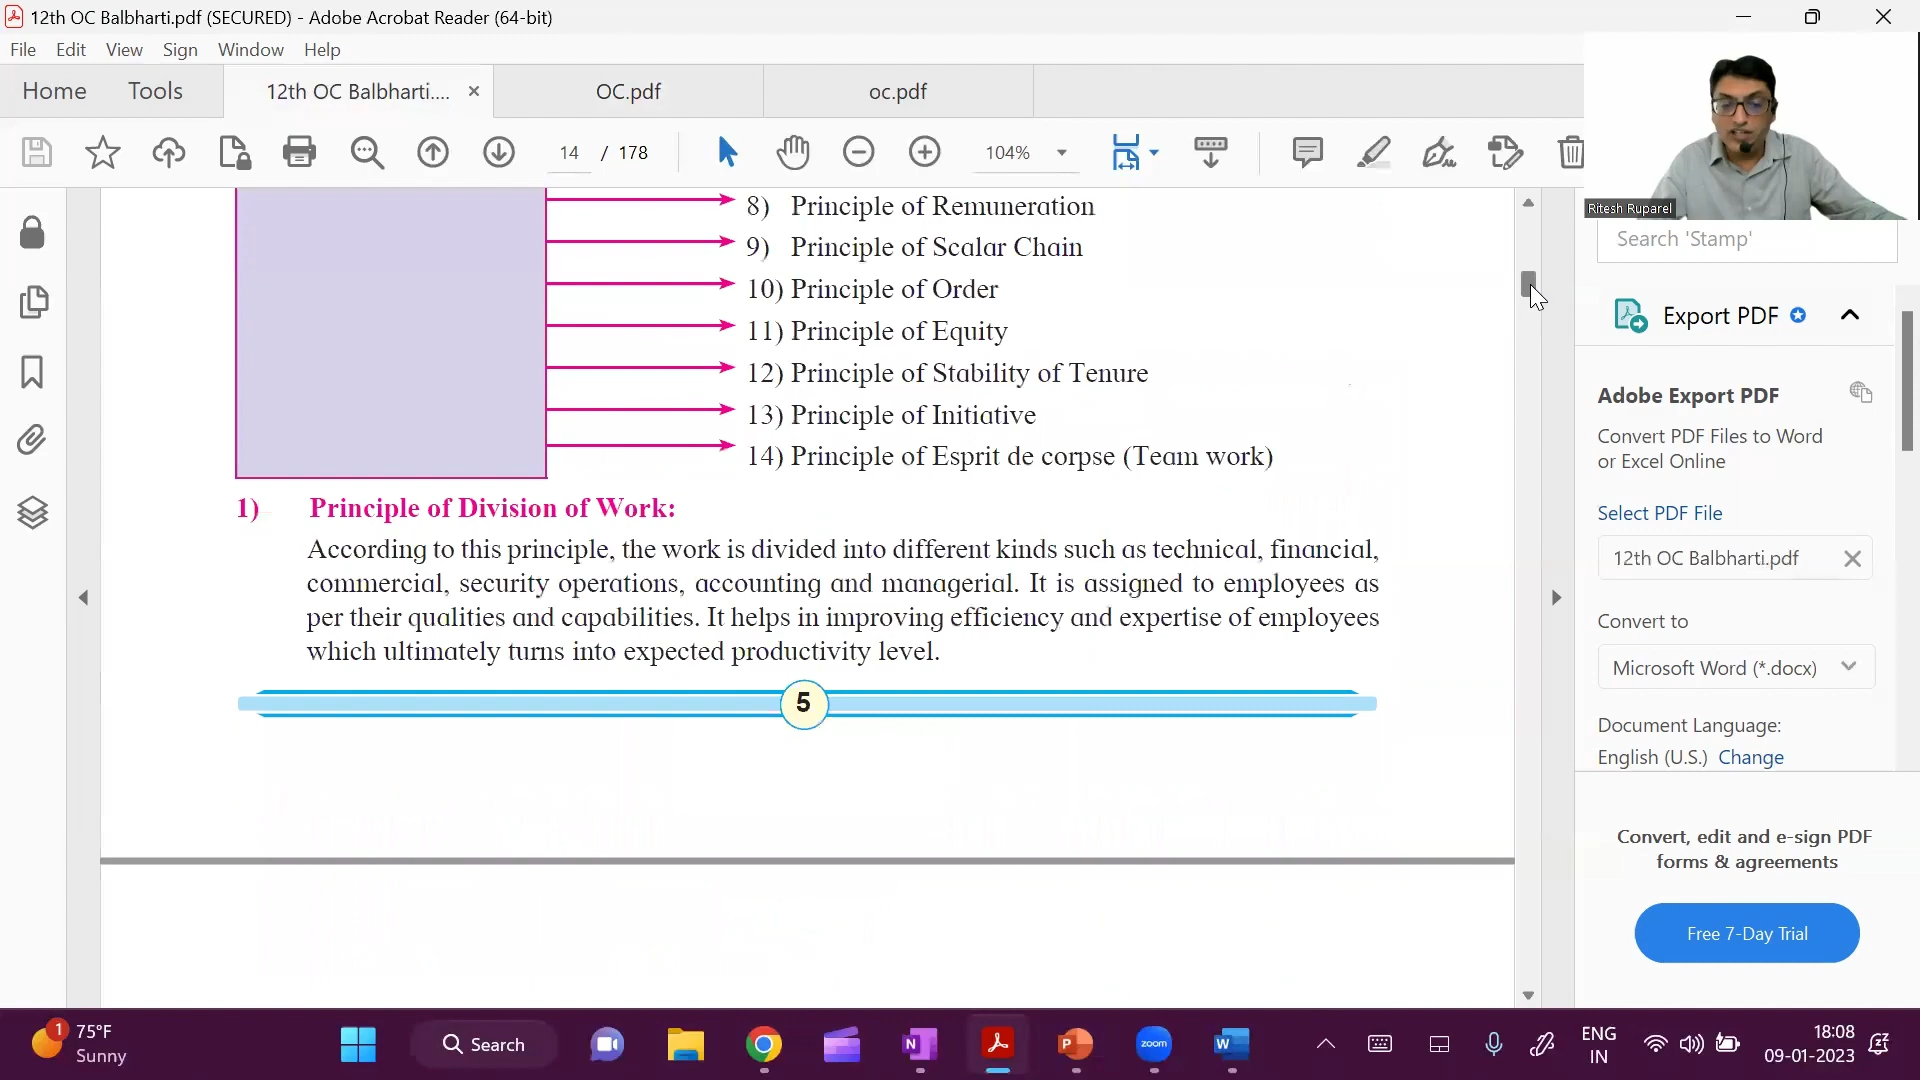 12th OC Balbharti.pdf (SECURED) - Adobe Acrobat Reader (64-bit)
File Edit View Sign Window Help
Home Tools 12th OC Balbharti.... OC.pdf oc.pdf
14 / 178 104%
Ritesh Ruparel
Search 'Stamp'
8) Principle of Remuneration
9) Principle of Scalar Chain
10) Principle of Order
11) Principle of Equity
12) Principle of Stability of Tenure
13) Principle of Initiative
14) Principle of Esprit de corpse (Team work)
1) Principle of Division of Work:
According to this principle, the work is divided into different kinds such as technical, financial,
commercial, security operations, accounting and managerial. It is assigned to employees as
per their qualities and capabilities. It helps in improving efficiency and expertise of employees
which ultimately turns into expected productivity level.
5
Export PDF
Adobe Export PDF
Convert PDF Files to Word
or Excel Online
Select PDF File
12th OC Balbharti.pdf
Convert to
Microsoft Word (*.docx)
Document Language:
English (U.S.) Change
Convert, edit and e-sign PDF
forms & agreements
Free 7-Day Trial
1
75°F
Sunny
Search
N
P
zoom
W
ENG
IN
18:08
09-01-2023